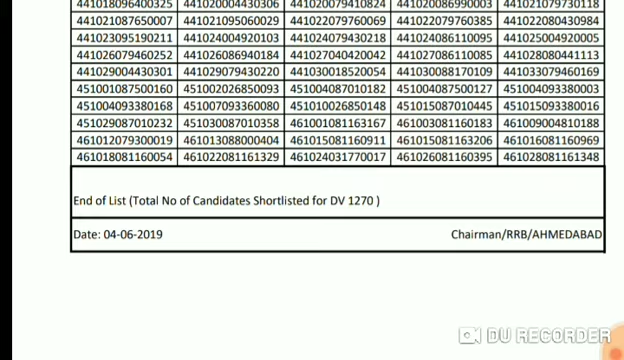 441018096400325 441020004430306 441020079410824 441020086990003 441021079730118
441021087650007 441021095060029 441022079760069 441022079760385 441022080430984
441023095190211 441024004920103 441024079430218 441024086110095 441025004920005
441026079460252 441026086940184 441027040420042 441027086110085 441028080441113
441029004430301 441029079430220 441030018520054 441030088170109 441033079460169
451001087500160 451002026850093 451004087010182 451004087500127 451004093380003
451004093380168 451007093360080 451010026850148 451015087010445 451015093380016
451029087010232 451030087010358 461001081163167 461003081160183 461009004810188
461012079300019 461013088000404 461015081160911 461015081163206 461016081160969
461018081160054 461022081161329 461024031770017 461026081160395 461028081161348
End of List (Total No of Candidates Shortlisted for DV 1270 )
Date: 04-06-2019 Chairman/RRB/AHMEDABAD
DU RECORDER